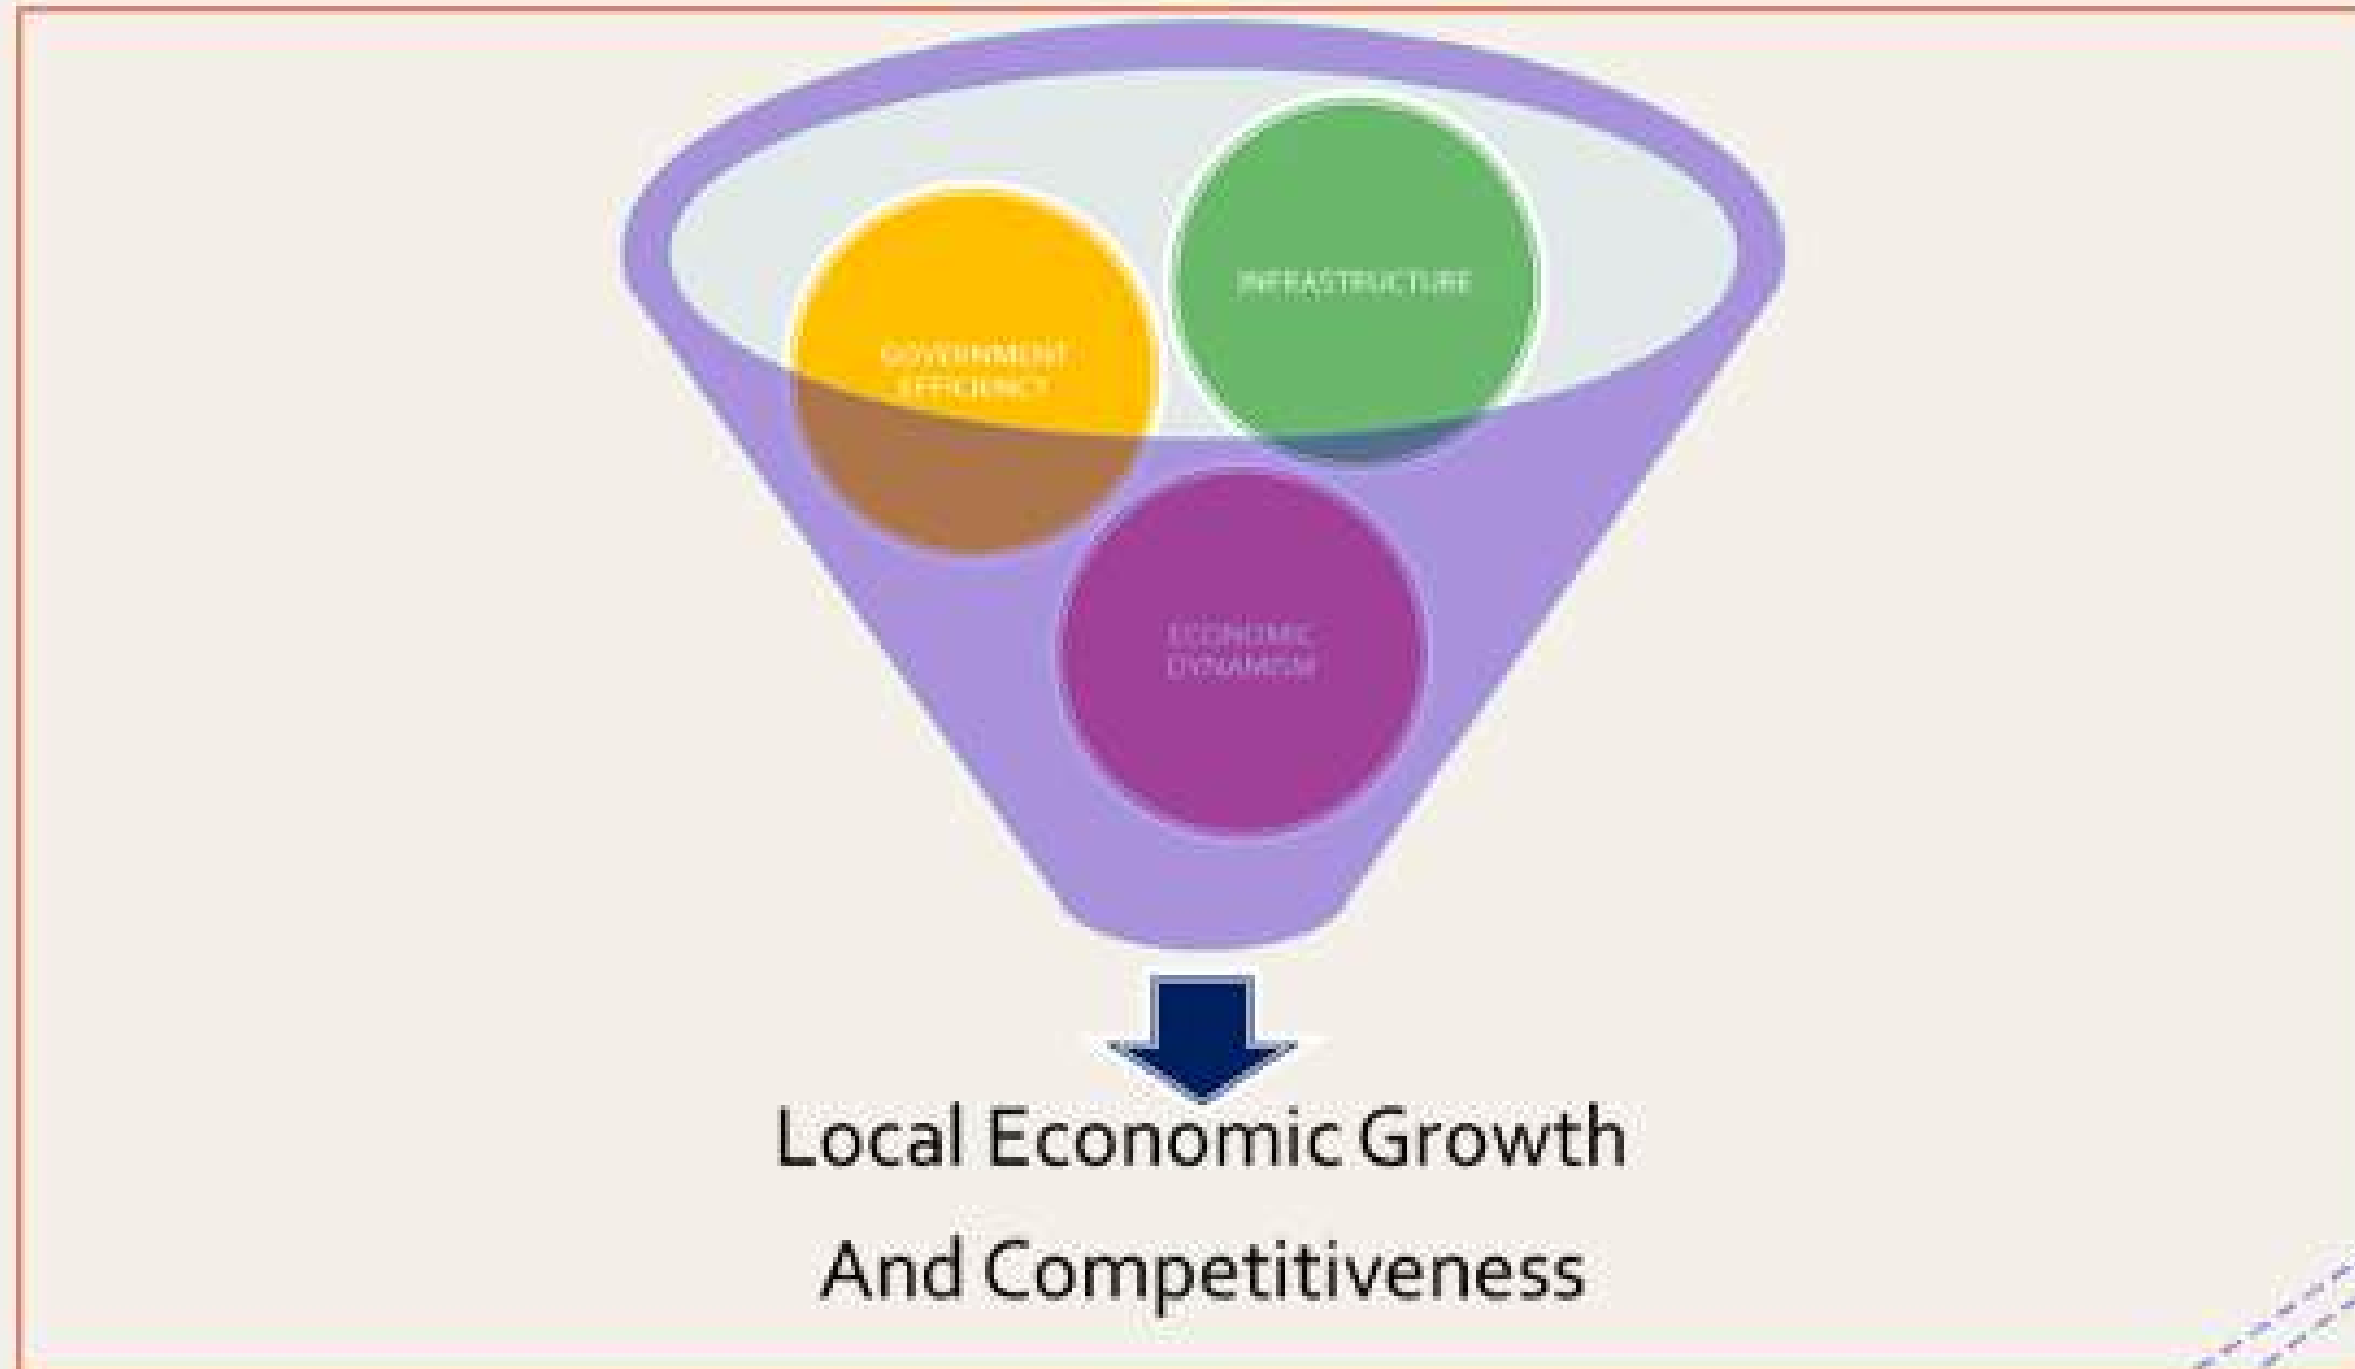 INFRASTRUCTURE
GOVERNMENT
EFFICIENCY
ECONOMIC
DYNAMISM
Local Economic Growth
And Competitiveness